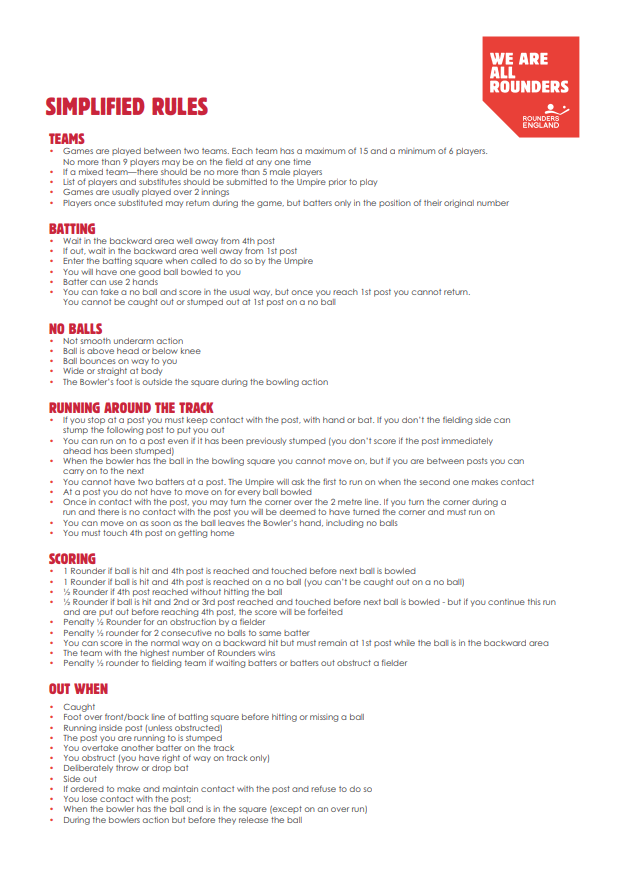 WE ARE
ALL
ROUNDERS
ROUNDERS
ENGLAND
SIMPLIFIED RULES
TEAMS
• Games are played between two teams. Each team has a maximum of 15 and a minimum of 6 players.
No more than 9 players may be on the field at any one time
• If a mixed team—there should be no more than 5 male players
• List of players and substitutes should be submitted to the Umpire prior to play
• Games are usually played over 2 innings
• Players once substituted may return during the game, but batters only in the position of their original number
BATTING
• Wait in the backward area well away from 4th post
• If out, wait in the backward area well away from 1st post
• Enter the batting square when called to do so by the Umpire
• You will have one good ball bowled to you
• Batter can use 2 hands
• You can take a no ball and score in the usual way, but once you reach 1st post you cannot return.
You cannot be caught out or stumped out at 1st post on a no ball
NO BALLS
• Not smooth underarm action
• Ball is above head or below knee
• Ball bounces on way to you
• Wide or straight at body
• The Bowler's foot is outside the square during the bowling action
RUNNING AROUND THE TRACK
• If you stop at a post you must keep contact with the post, with hand or bat. If you don't the fielding side can
stump the following post to put you out
• You can run on to a post even if it has been previously stumped (you don't score if the post immediately
ahead has been stumped)
• When the bowler has the ball in the bowling square you cannot move on, but if you are between posts you can
carry on to the next
• You cannot have two batters at a post. The Umpire will ask the first to run on when the second one makes contact
• At a post you do not have to move on for every ball bowled
• Once in contact with the post, you may turn the corner over the 2 metre line. If you turn the corner during a
run and there is no contact with the post you will be deemed to have turned the corner and must run on
• You can move on as soon as the ball leaves the Bowler's hand, including no balls
• You must touch 4th post on getting home
SCORING
• 1 Rounder if ball is hit and 4th post is reached and touched before next ball is bowled
• 1 Rounder if ball is hit and 4th post is reached on a no ball (you can't be caught out on a no ball)
• ½ Rounder if 4th post reached without hitting the ball
• ½ Rounder if ball is hit and 2nd or 3rd post reached and touched before next ball is bowled - but if you continue this run
and are put out before reaching 4th post, the score will be forfeited
• Penalty ½ Rounder for an obstruction by a fielder
• Penalty ½ rounder for 2 consecutive no balls to same batter
• You can score in the normal way on a backward hit but must remain at 1st post while the ball is in the backward area
• The team with the highest number of Rounders wins
• Penalty ½ rounder to fielding team if waiting batters or batters out obstruct a fielder
OUT WHEN
• Caught
• Foot over front/back line of batting square before hitting or missing a ball
• Running inside post (unless obstructed)
• The post you are running to is stumped
• You overtake another batter on the track
• You obstruct (you have right of way on track only)
• Deliberately throw or drop bat
• Side out
• If ordered to make and maintain contact with the post and refuse to do so
• You lose contact with the post;
• When the bowler has the ball and is in the square (except on an over run)
• During the bowlers action but before they release the ball